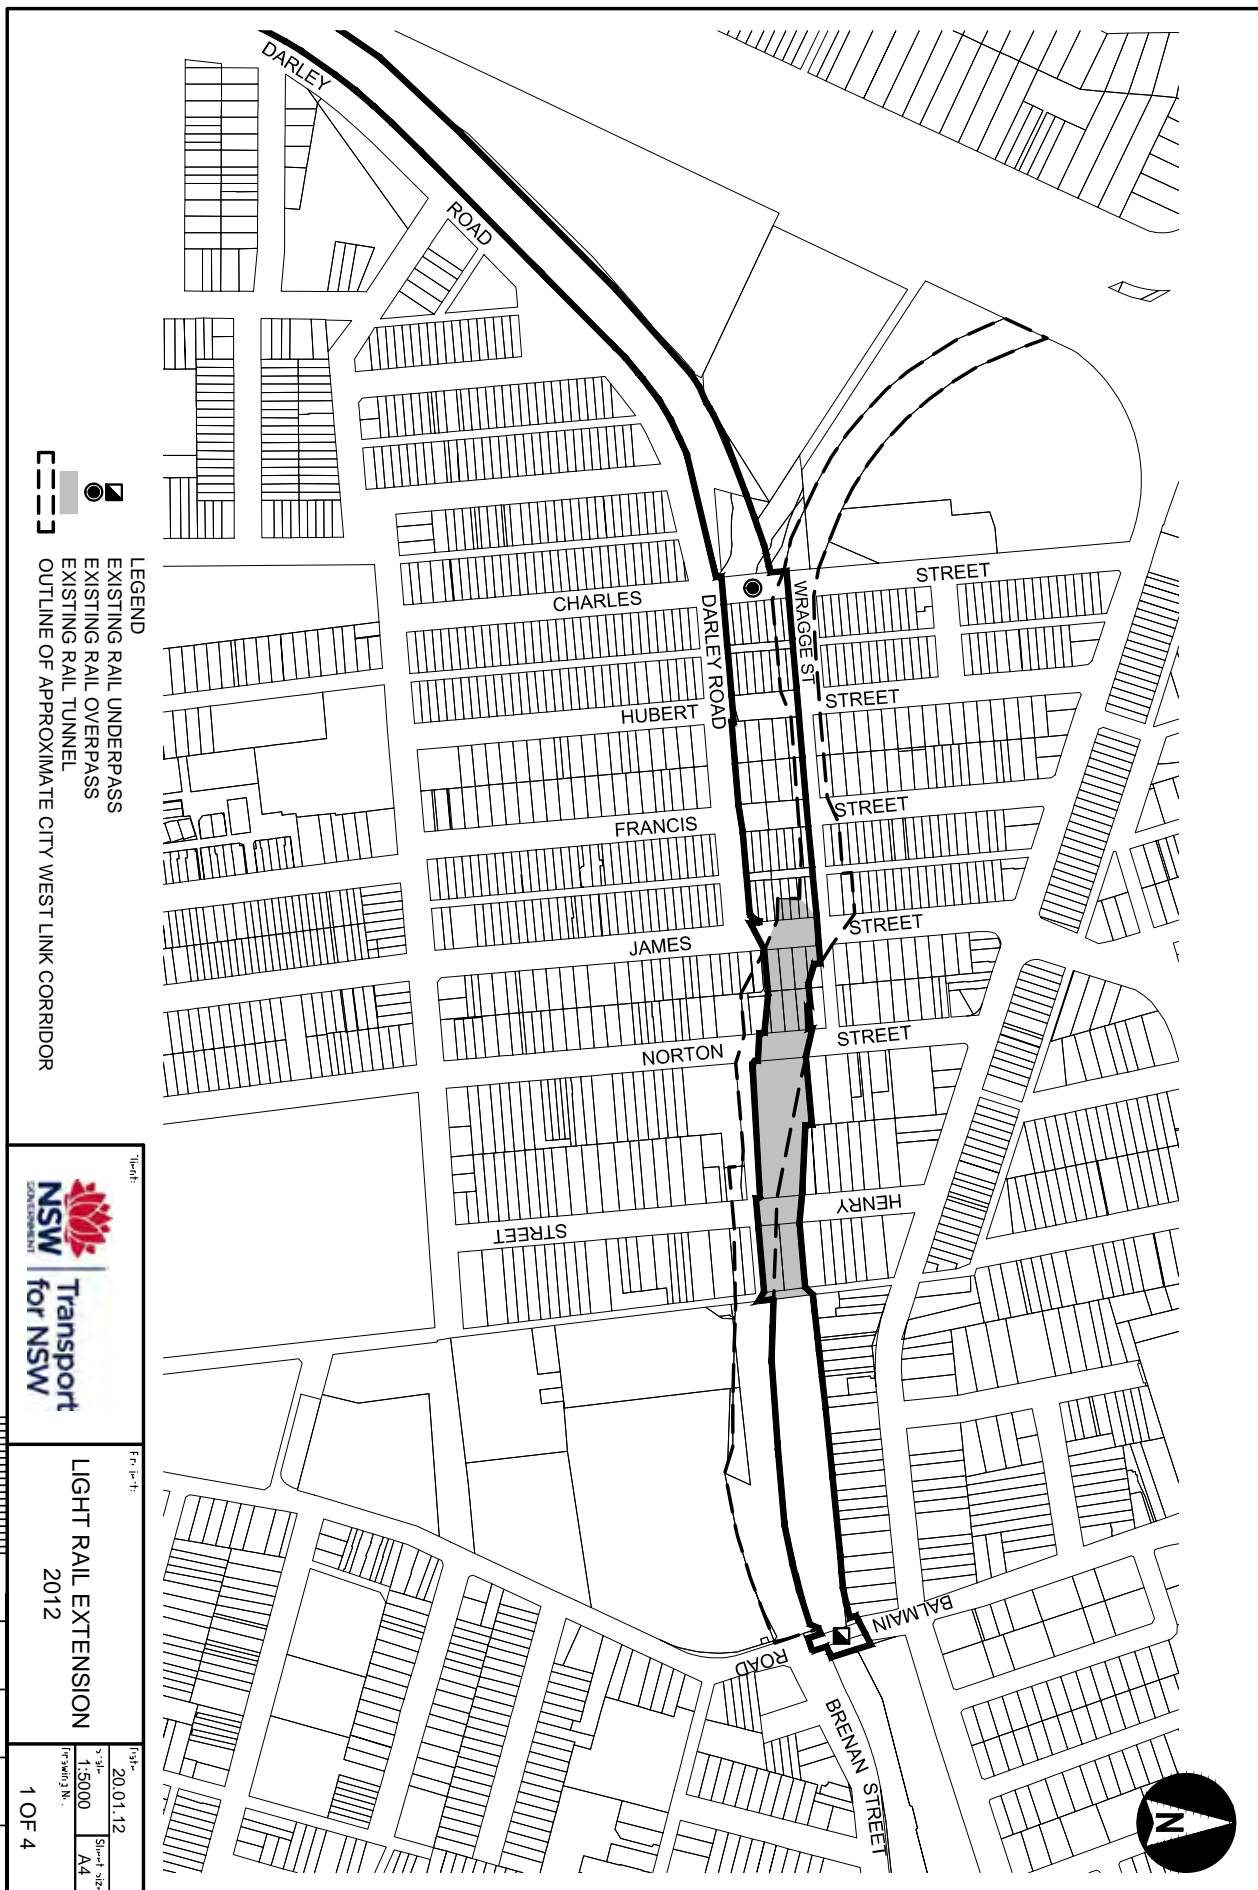 DARLEY
ROAD
CHARLES
STREET
WRAGGE ST
DARLEY ROAD
HUBERT
STREET
FRANCIS
STREET
JAMES
STREET
NORTON
STREET
HENRY
STREET
BALMAIN
ROAD
BRENAN STREET
N
LEGEND
EXISTING RAIL UNDERPASS
EXISTING RAIL OVERPASS
EXISTING RAIL TUNNEL
OUTLINE OF APPROXIMATE CITY WEST LINK CORRIDOR
NSW
GOVERNMENT
Transport
for NSW
LIGHT RAIL EXTENSION
2012
20.01.12
1:5000
A4
1 OF 4